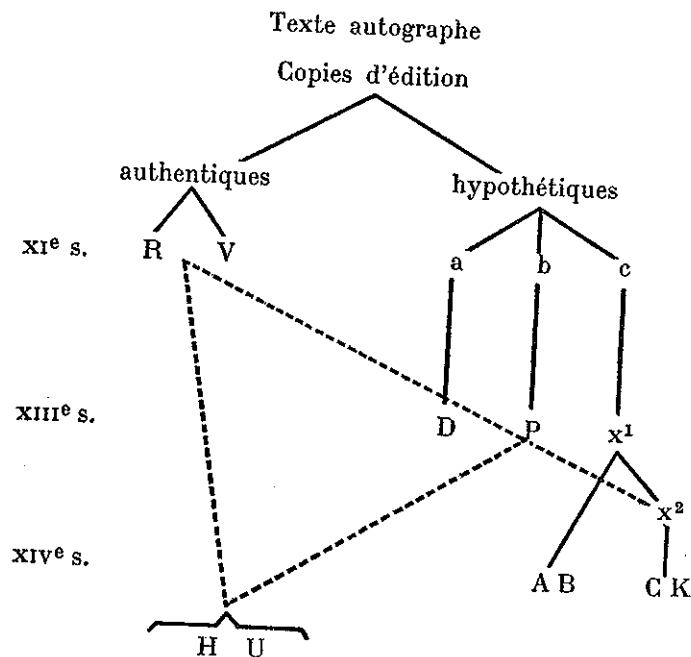 Texte autographe
Copies d'édition
authentiques hypothétiques
XIe s. R V a b c
XIIIe s. D P x1
x2
XIVe s. A B C K
H U